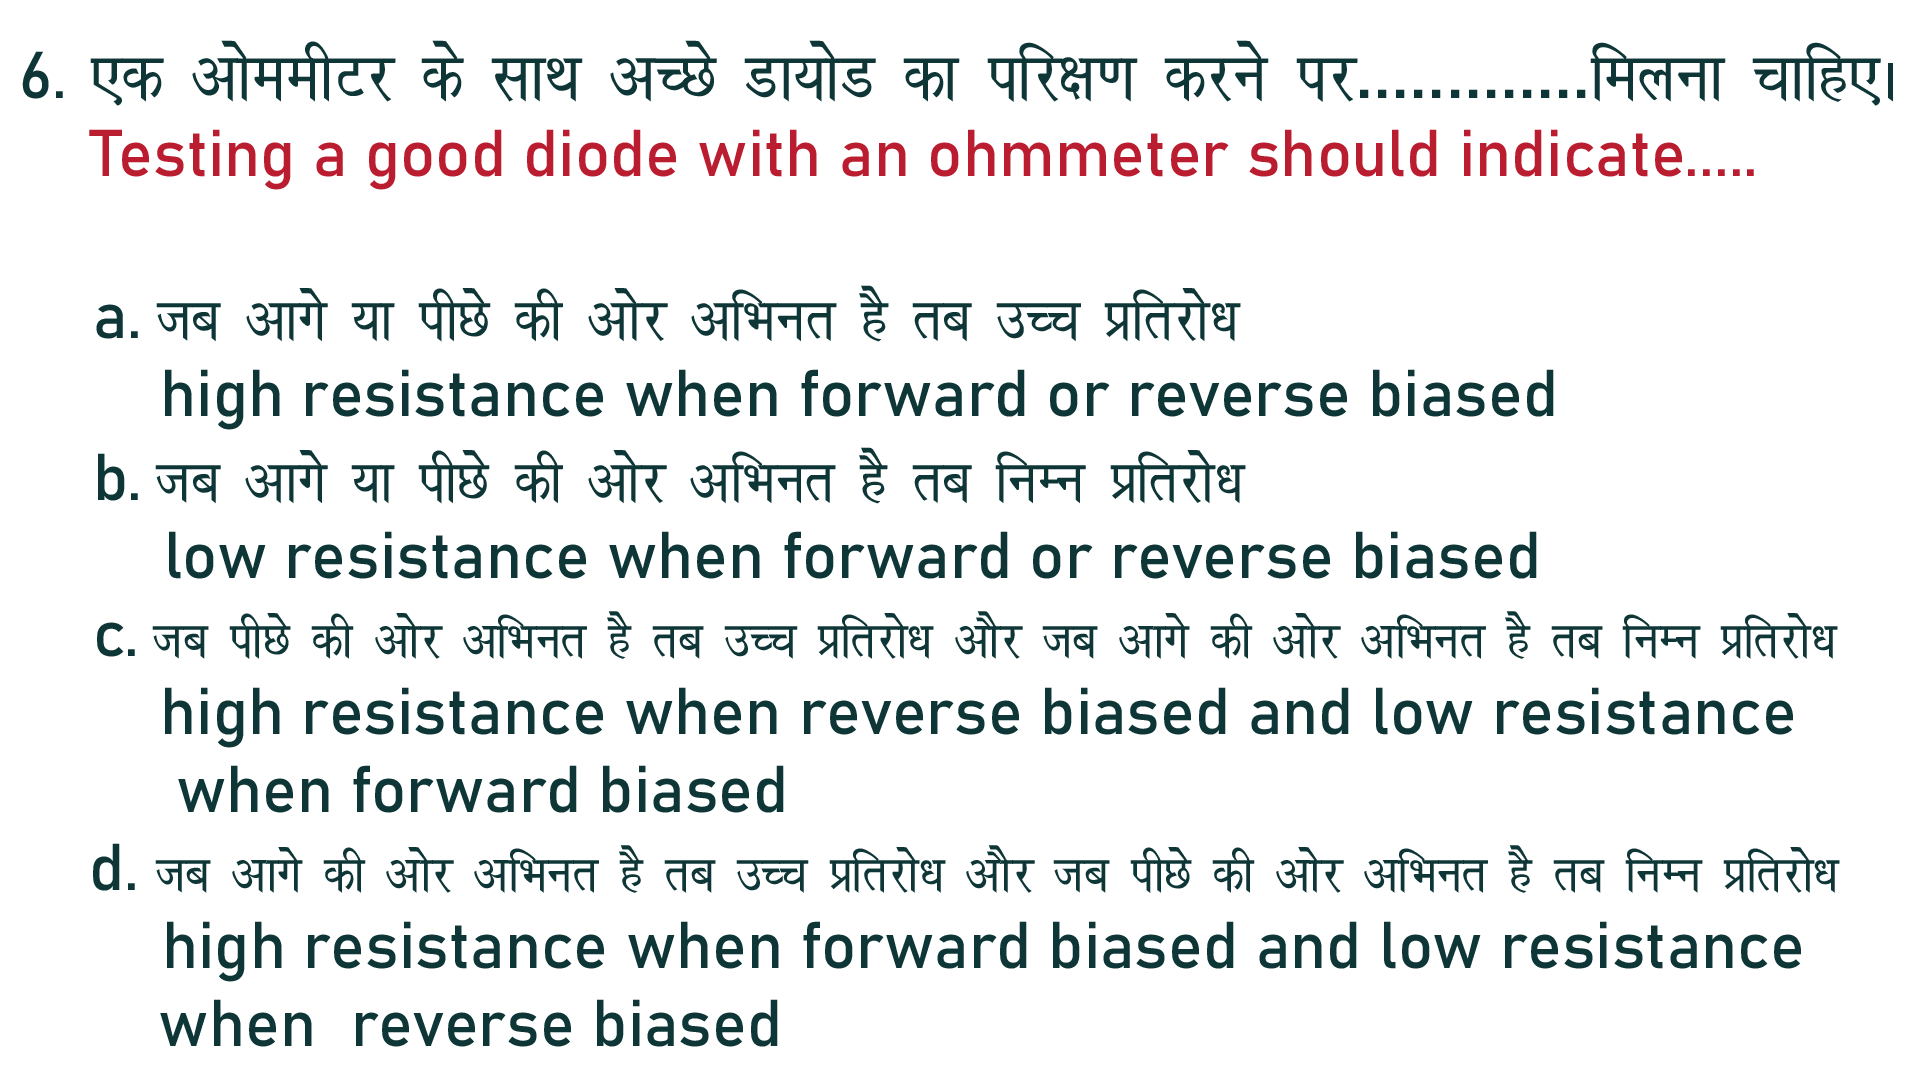 6. एक ओममीटर के साथ अच्छे डायोड का परिक्षण करने पर.............मिलना चाहिए।
Testing a good diode with an ohmmeter should indicate.....
a. जब आगे या पीछे की ओर अभिनत है तब उच्च प्रतिरोध
high resistance when forward or reverse biased
b. जब आगे या पीछे की ओर अभिनत है तब निम्न प्रतिरोध
low resistance when forward or reverse biased
c. जब पीछे की ओर अभिनत है तब उच्च प्रतिरोध और जब आगे की ओर अभिनत है तब निम्न प्रतिरोध
high resistance when reverse biased and low resistance
when forward biased
d. जब आगे की ओर अभिनत है तब उच्च प्रतिरोध और जब पीछे की ओर अभिनत है तब निम्न प्रतिरोध
high resistance when forward biased and low resistance
when reverse biased